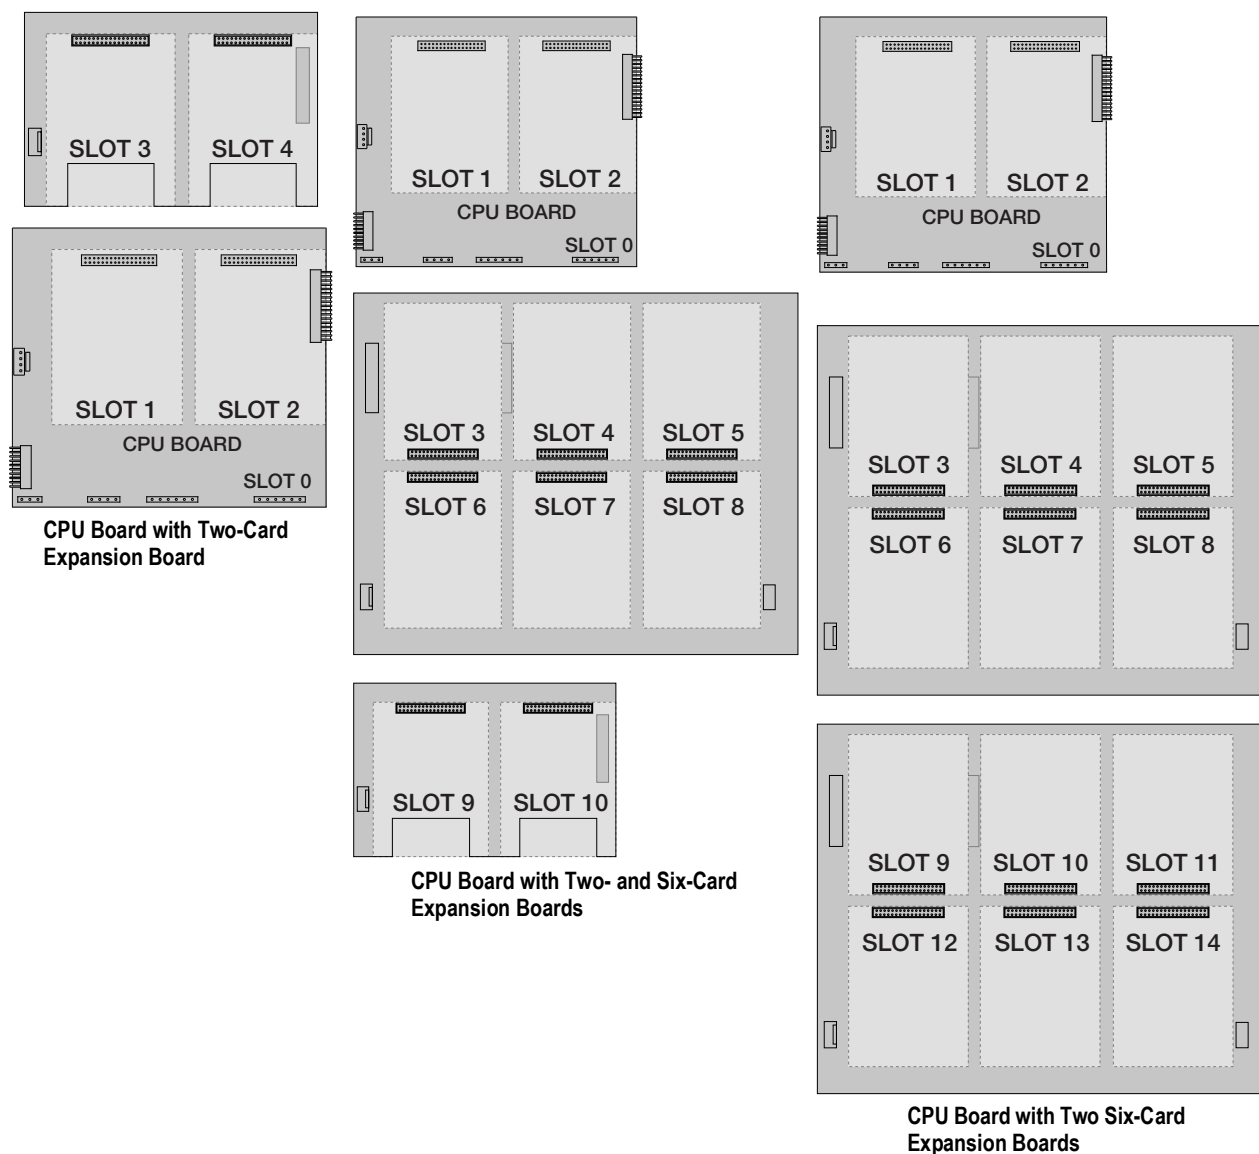 SLOT 3 SLOT 4
SLOT 1 SLOT 2
CPU BOARD
SLOT 0
CPU Board with Two-Card
Expansion Board
SLOT 1 SLOT 2
CPU BOARD
SLOT 0
SLOT 3 SLOT 4 SLOT 5
SLOT 6 SLOT 7 SLOT 8
SLOT 9 SLOT 10
CPU Board with Two- and Six-Card
Expansion Boards
SLOT 1 SLOT 2
CPU BOARD
SLOT 0
SLOT 3 SLOT 4 SLOT 5
SLOT 6 SLOT 7 SLOT 8
SLOT 9 SLOT 10 SLOT 11
SLOT 12 SLOT 13 SLOT 14
CPU Board with Two Six-Card
Expansion Boards